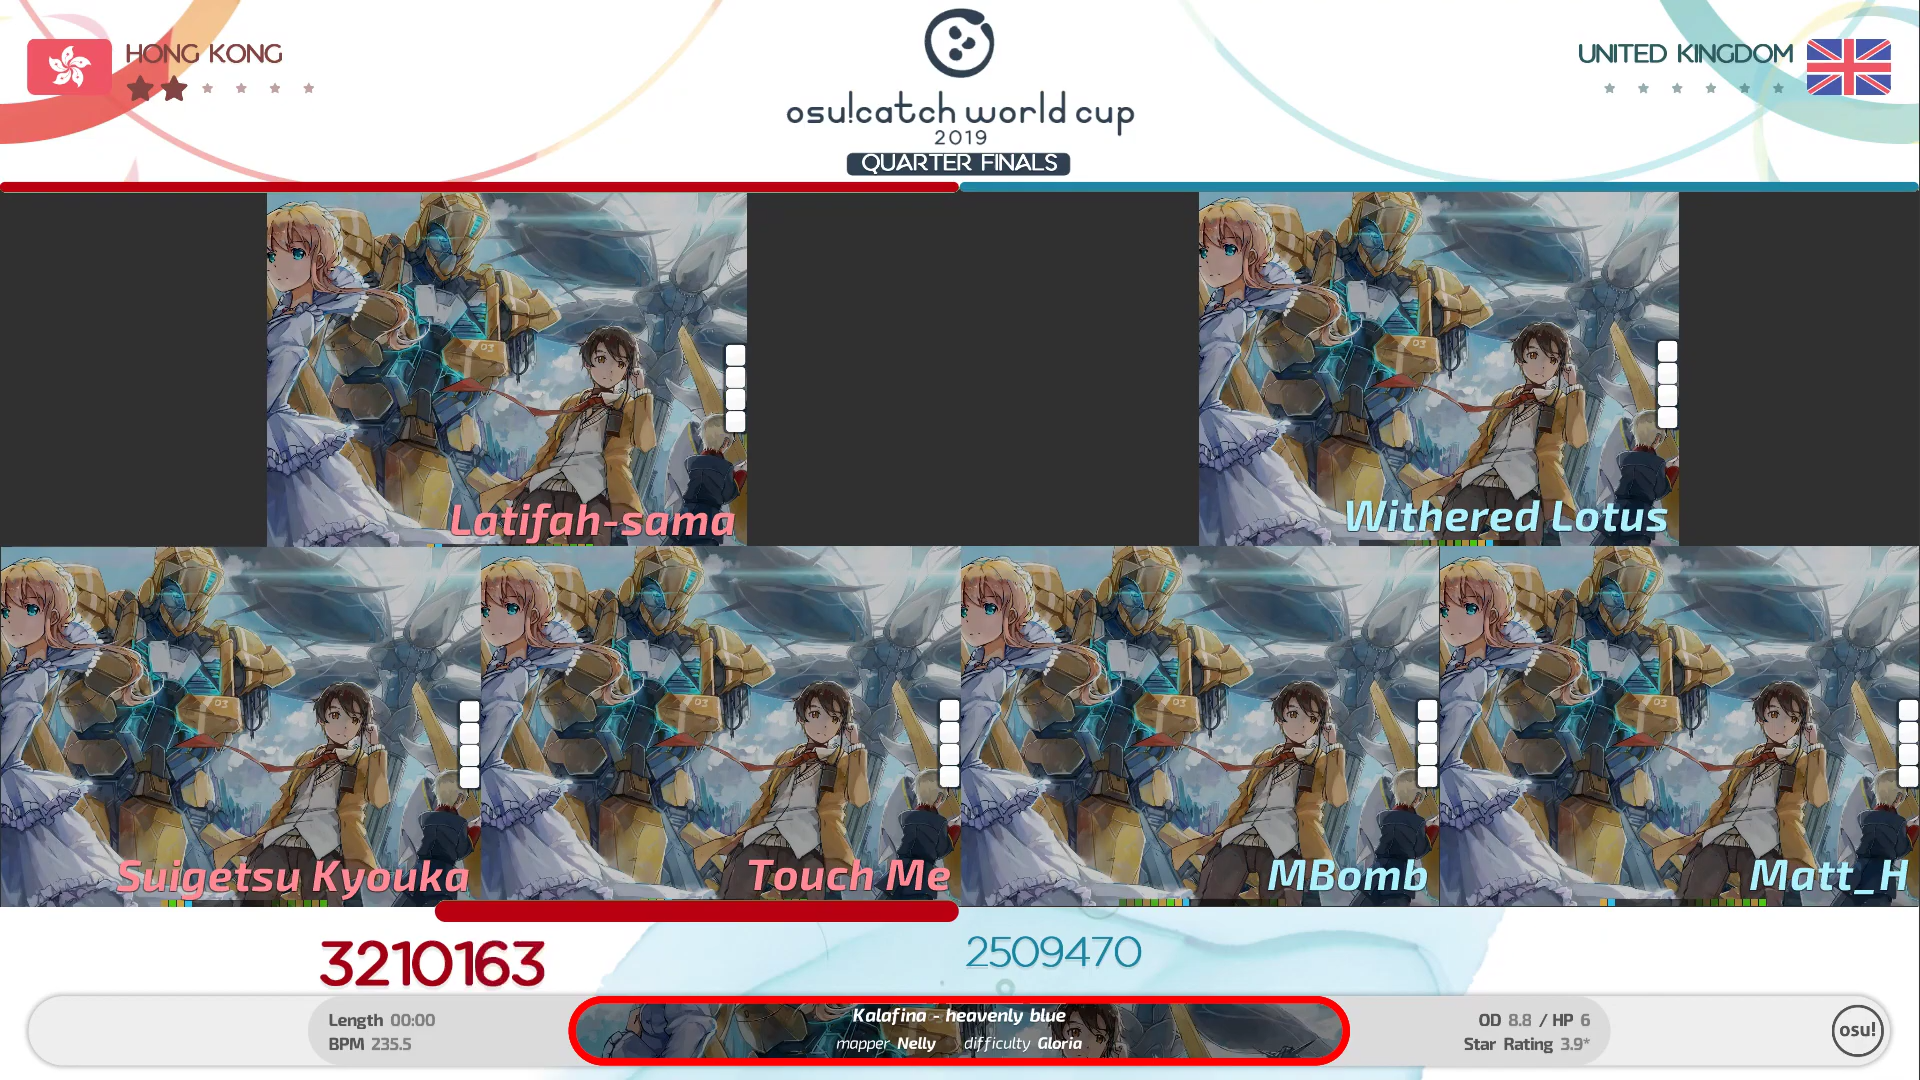 HONG KONG
UNITED KINGDOM
osu!catch world cup
2019
QUARTER FINALS
Latifah-sama
Withered Lotus
Suigetsu Kyouka
Touch Me
MBomb
Matt_H
3210163
2509470
Length 00:00
BPM 235.5
Kalafina - heavenly blue
mapper Nelly difficulty Gloria
OD 8.8 / HP 6
Star Rating 3.9*
osu!